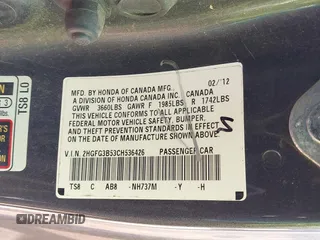 MFD. BY HONDA OF CANADA MFG. 02/'12
A DIVISION OF HONDA CANADA INC., CANADA
GVWR 3660LBS GAWR F 1985LBS R 1742LBS
THIS VEHICLE CONFORMS TO ALL APPLICABLE
FEDERAL MOTOR VEHICLE SAFETY, BUMPER,
AND THEFT PREVENTION STANDARDS IN EFFECT
ON THE DATE OF MANUFACTURE SHOWN ABOVE.
V.I.N. 2HGFG3B53CH536426 PASSENGER CAR
TS8 C AB8 -NH737M -Y -H
TS8 L0
DREAMBID